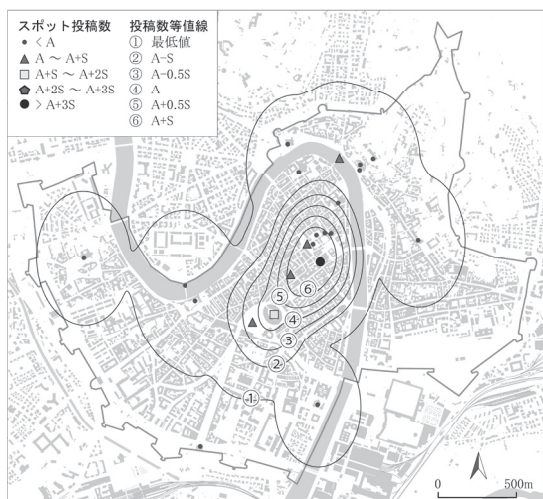 スポット投稿数
< A
A ～ A+S
A+S ～ A+2S
A+2S ～ A+3S
> A+3S
投稿数等値線
① 最低値
② A-S
③ A-0.5S
④ A
⑤ A+0.5S
⑥ A+S
⑥
⑤
④
③
②
①
0 500m